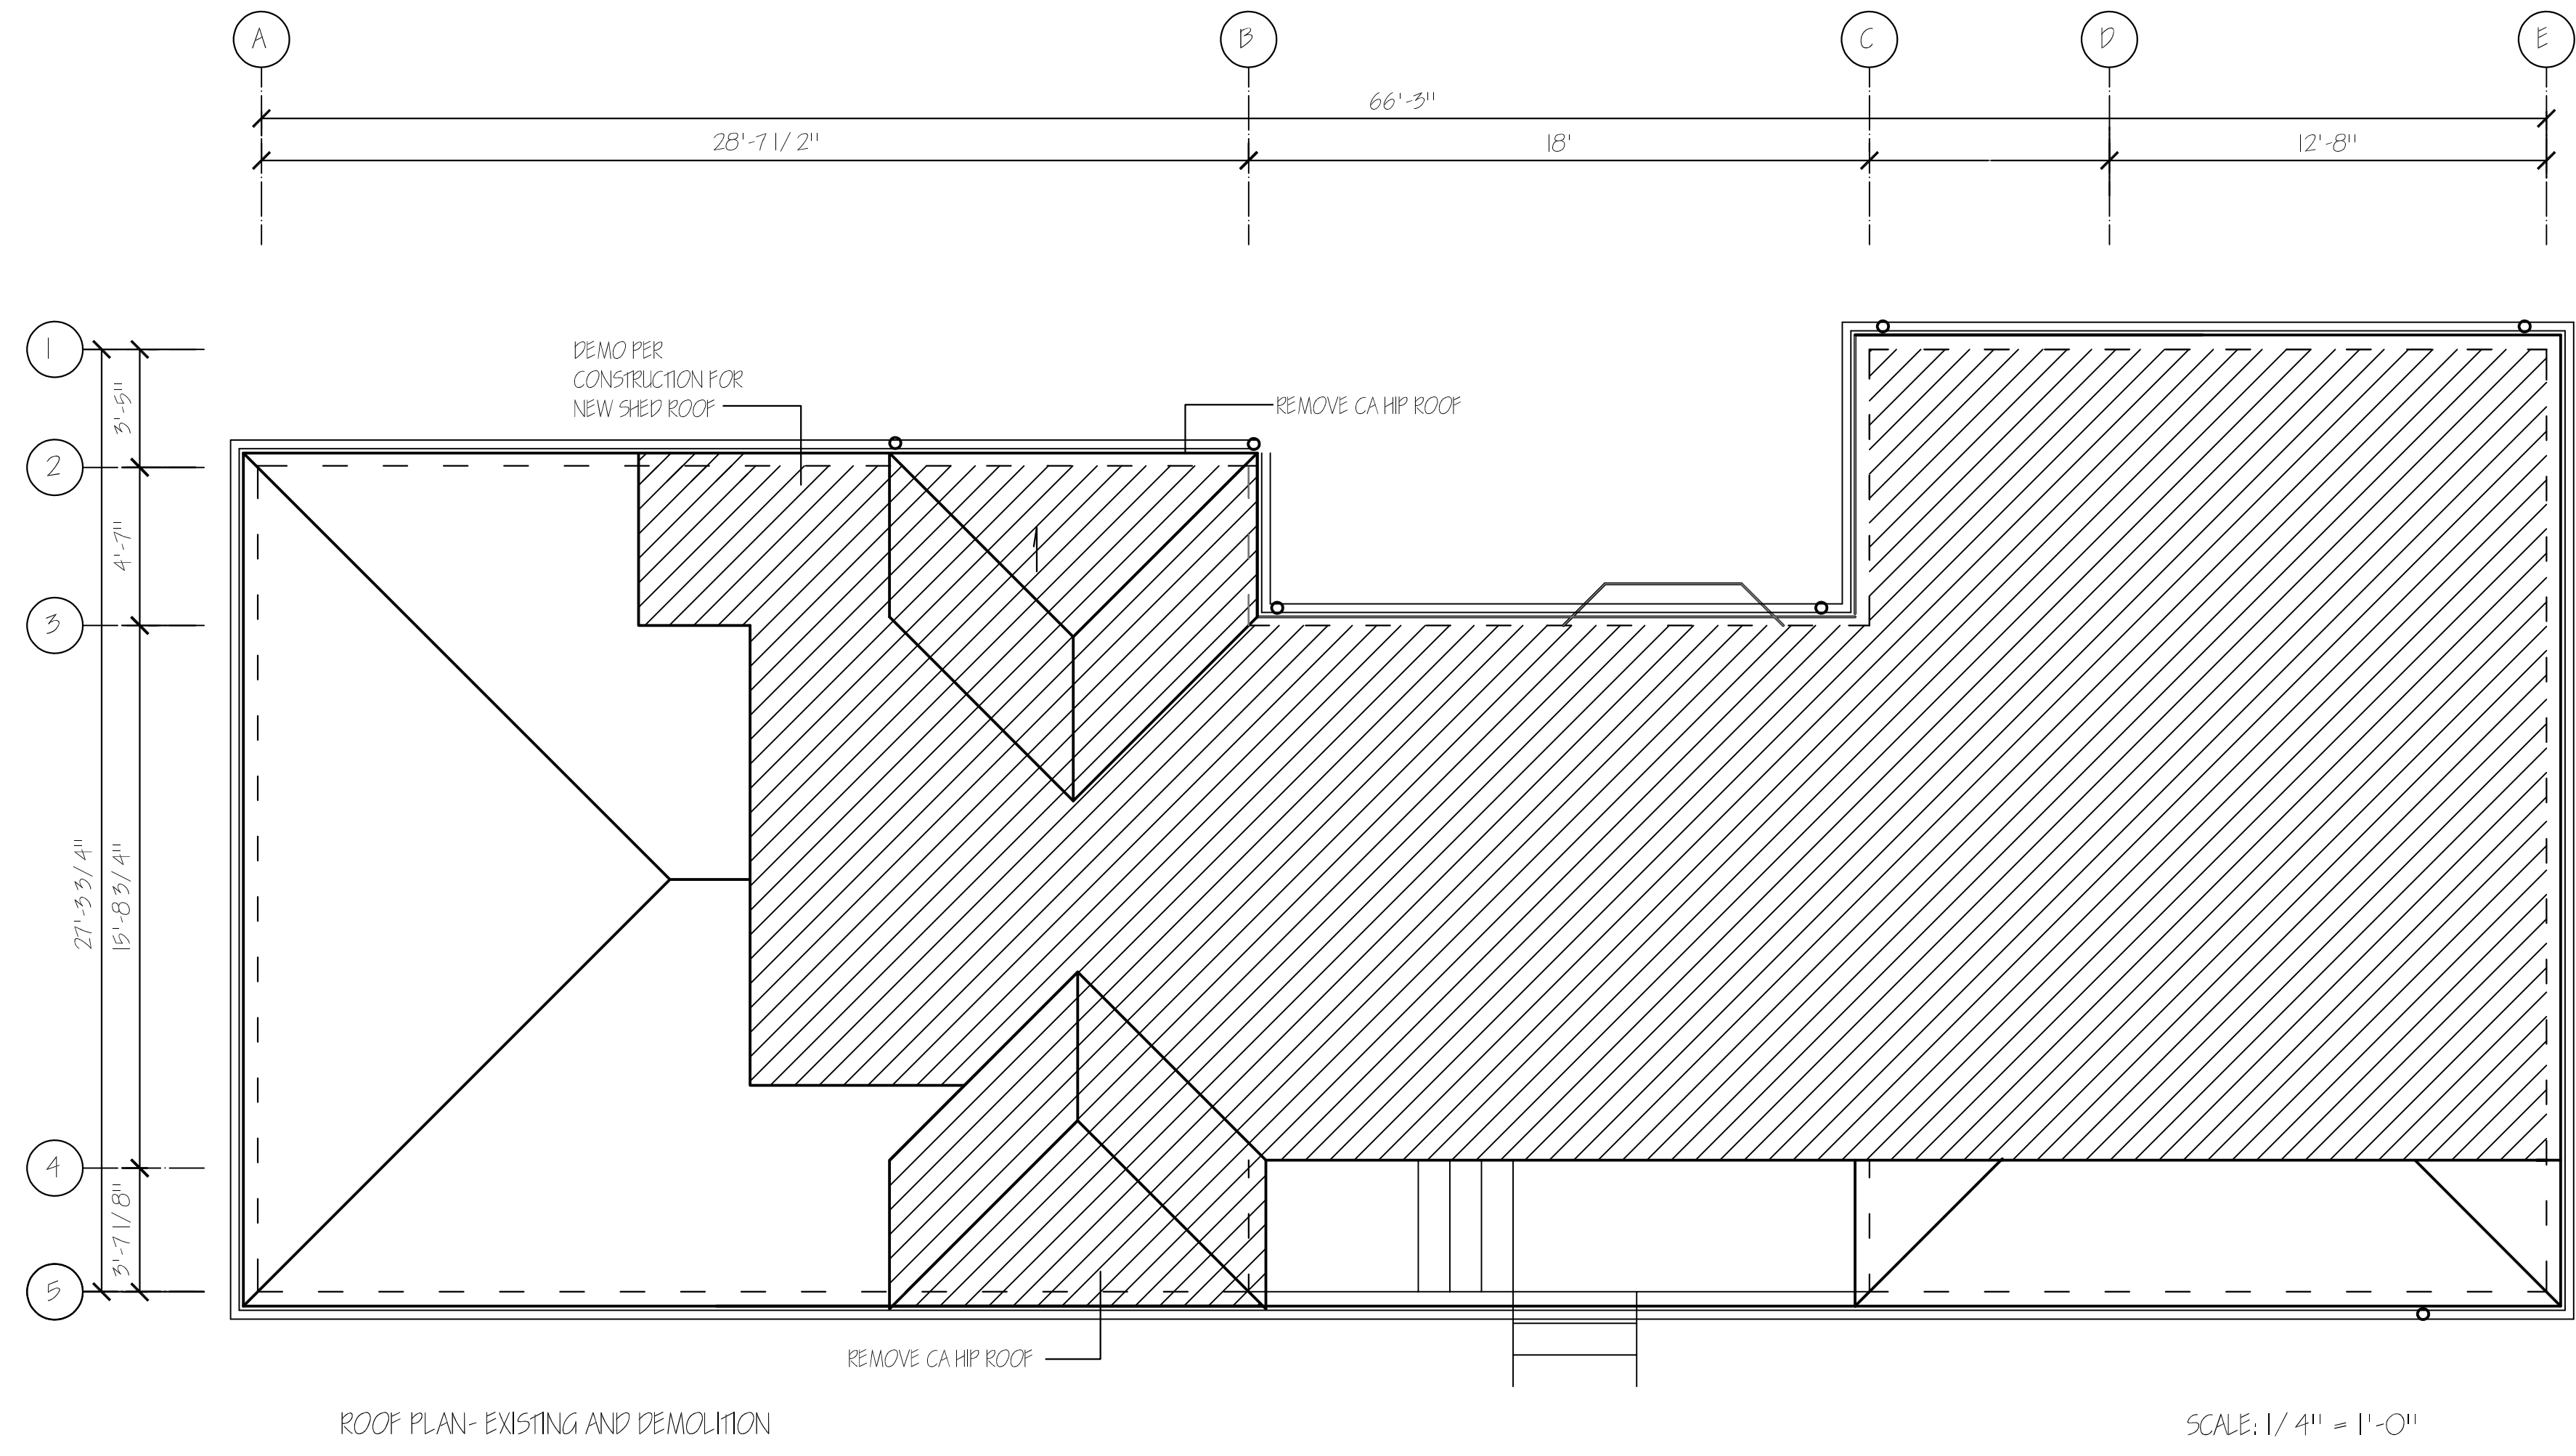 A B C D E
66'-3"
28'-7 1/2" 18' 12'-8"
1
DEMO PER
CONSTRUCTION FOR
NEW SHED ROOF
REMOVE CA HIP ROOF
3'-5"
2
4'-7"
3
27'-3 3/4"
15'-8 3/4"
4
3'-7 1/8"
5
REMOVE CA HIP ROOF
ROOF PLAN- EXISTING AND DEMOLITION
SCALE: 1/4" = 1'-0"